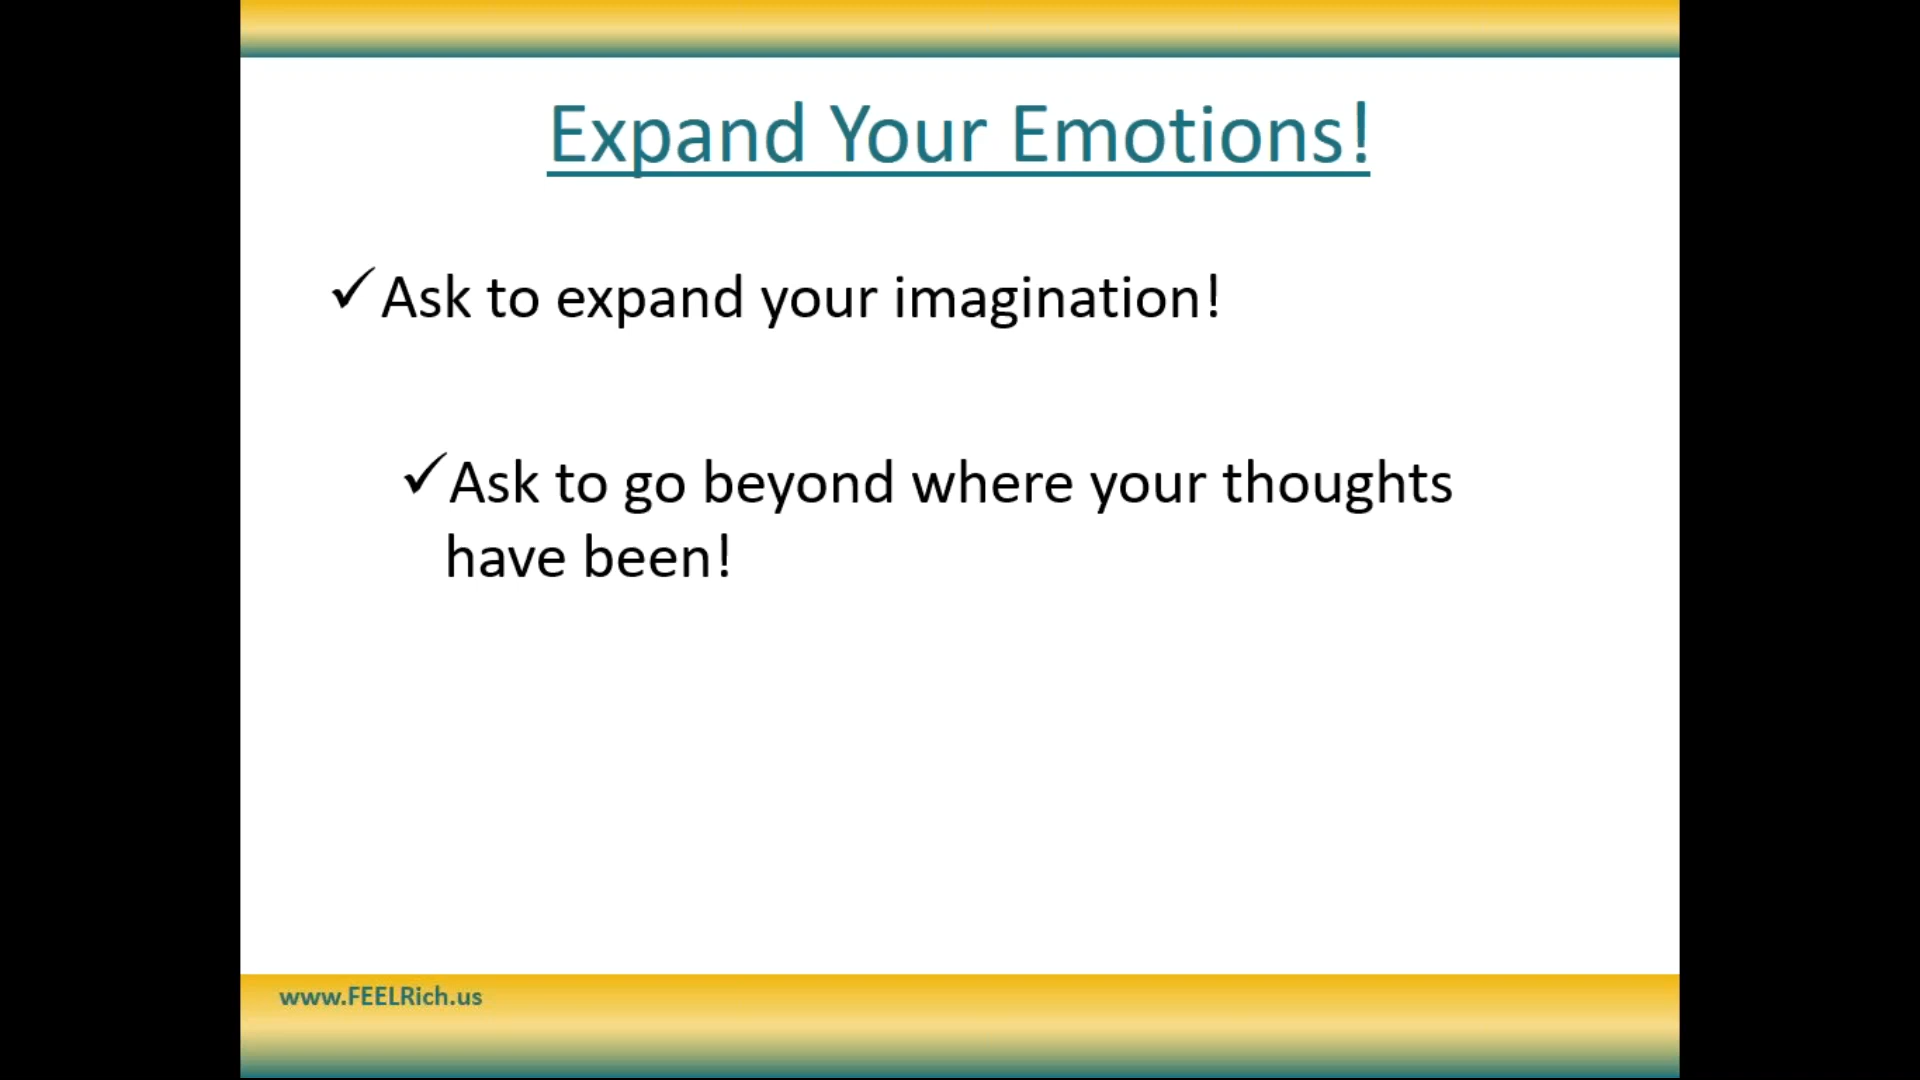 Expand Your Emotions!
✓Ask to expand your imagination!
✓Ask to go beyond where your thoughts
have been!
www.FEELRich.us